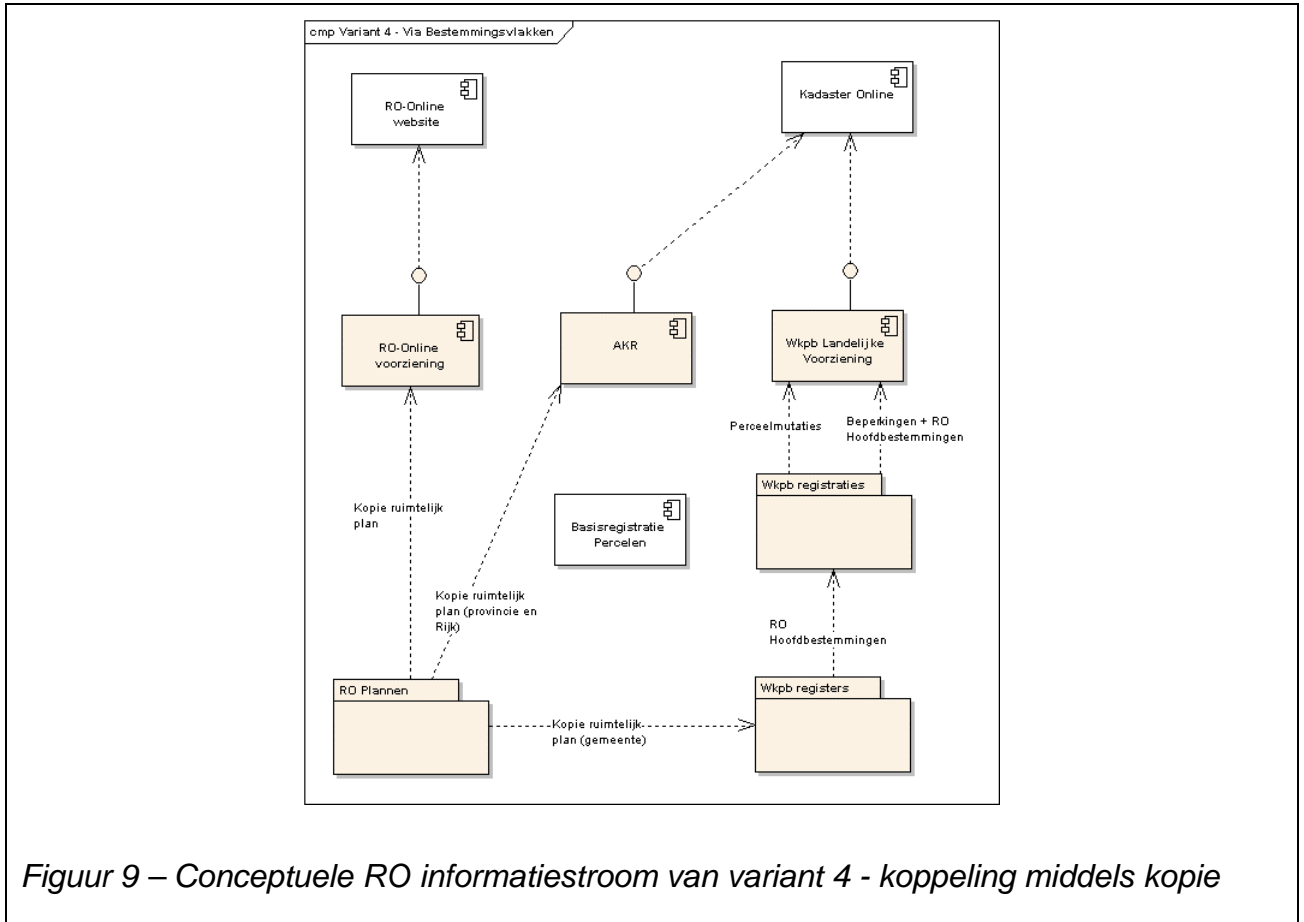 cmp Variant 4 - Via Bestemmingsvlakken
RO-Online
website
Kadaster Online
RO-Online
voorziening
AKR
Wkpb Landelijke
Voorziening
Perceelmutaties
Beperkingen + RO
Hoofdbestemmingen
Wkpb registraties
Kopie ruimtelijk
plan
Basisregistratie
Percelen
Kopie ruimtelijk
plan (provincie en
Rijk)
RO
Hoofdbestemmingen
RO Plannen
Wkpb registers
Kopie ruimtelijk
plan (gemeente)
Figuur 9 – Conceptuele RO informatiestroom van variant 4 - koppeling middels kopie